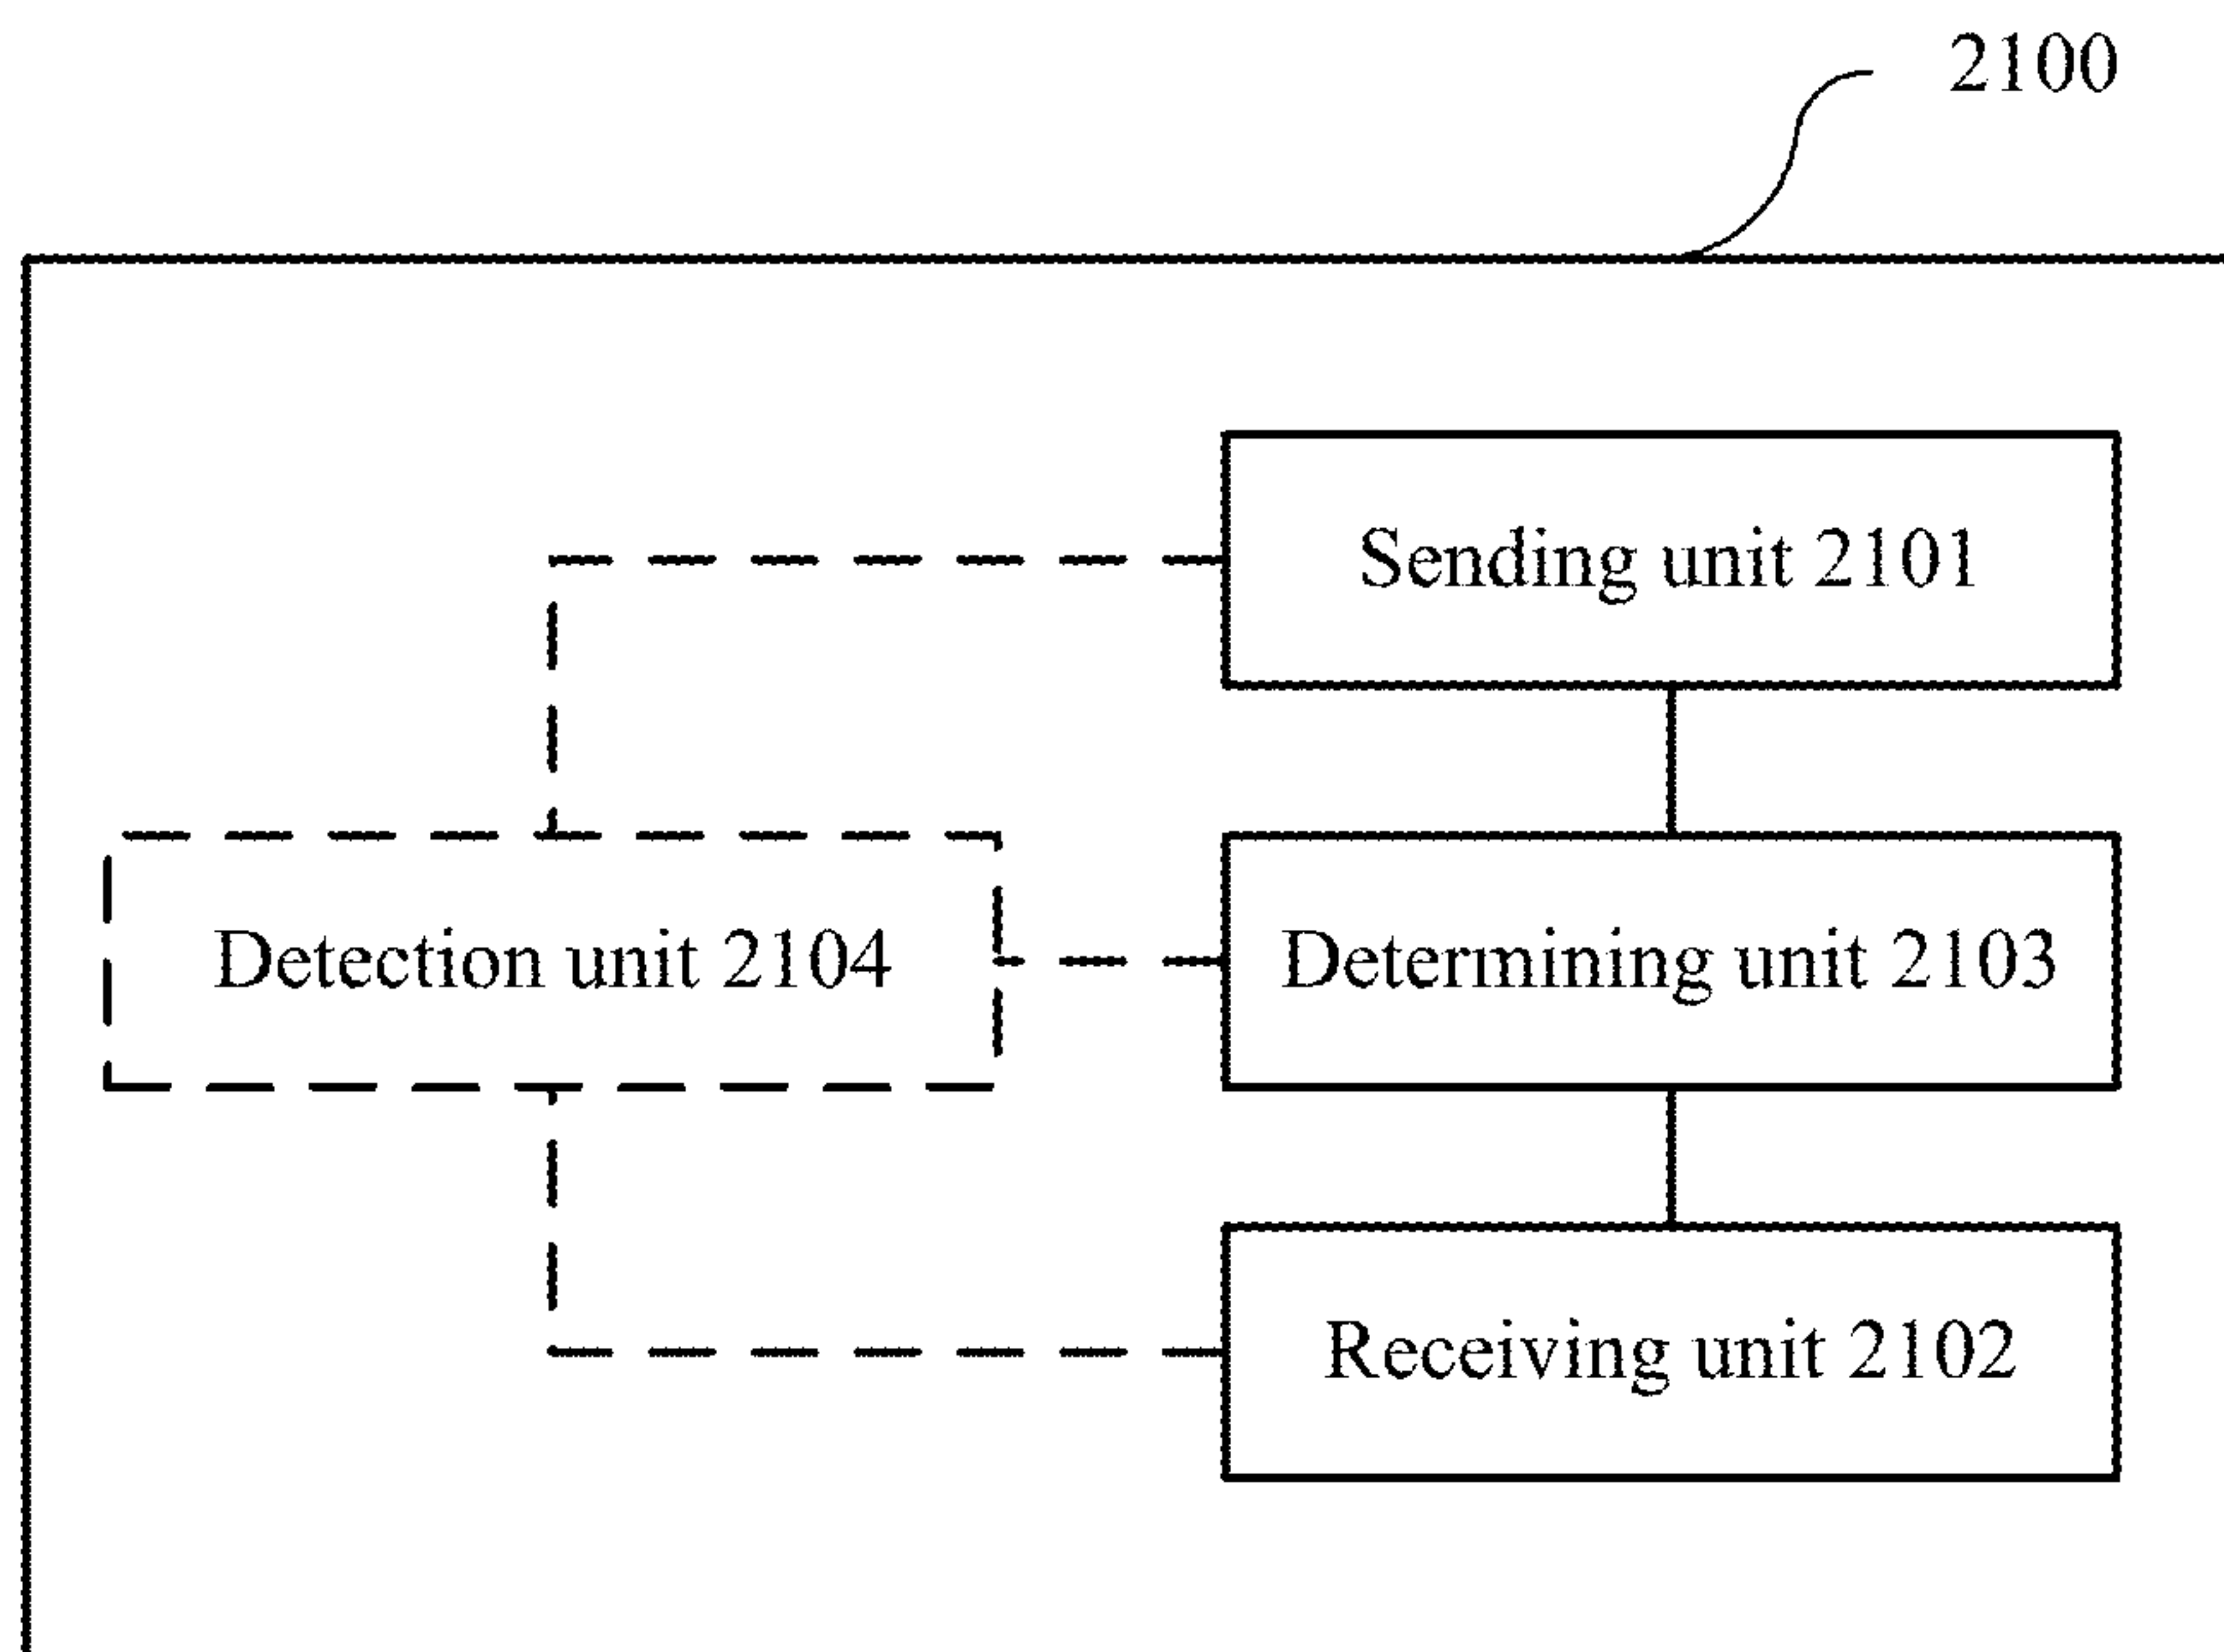 2100
Sending unit 2101
Detection unit 2104
Determining unit 2103
Receiving unit 2102